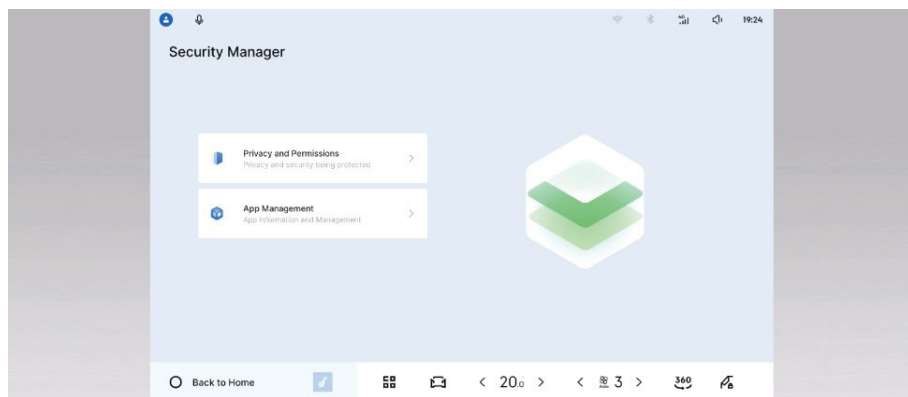 19:24
Security Manager
Privacy and Permissions
Privacy and security being protected
App Management
App Information and Management
Back to Home
20.0
3
360